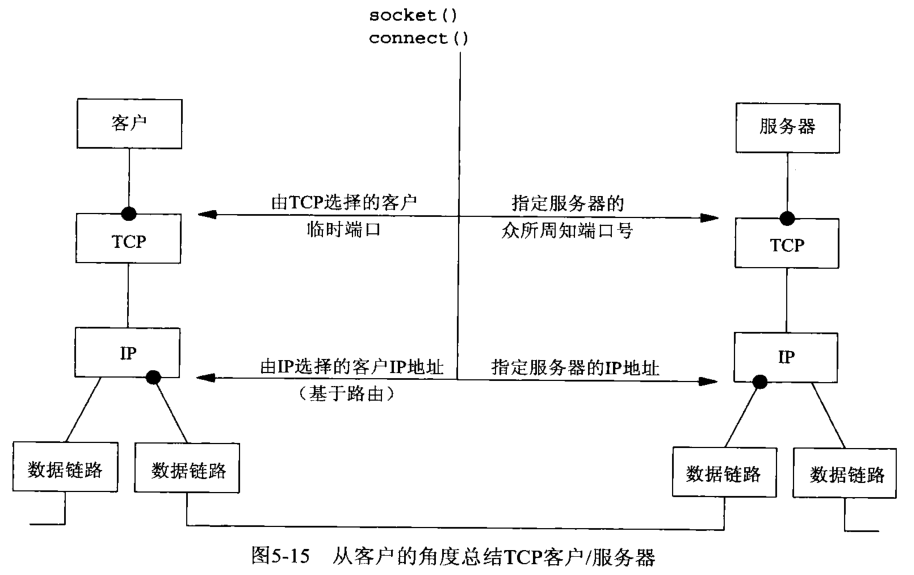 socket()
connect()
客户
服务器
由TCP选择的客户
临时端口
指定服务器的
众所周知端口号
TCP
TCP
由IP选择的客户IP地址
（基于路由）
指定服务器的IP地址
IP
IP
数据链路
数据链路
数据链路
数据链路
图5-15 从客户的角度总结TCP客户/服务器